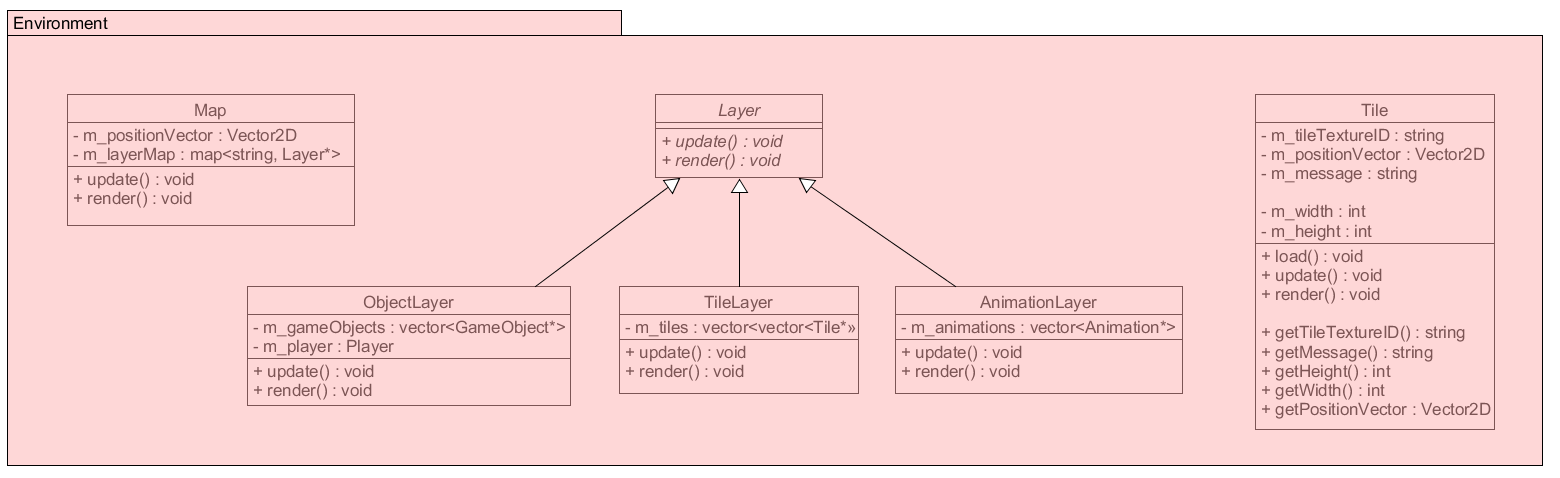 Environment
Map
- m_positionVector : Vector2D
- m_layerMap : map<string, Layer*>
+ update() : void
+ render() : void
Layer
+ update() : void
+ render() : void
Tile
- m_tileTextureID : string
- m_positionVector : Vector2D
- m_message : string
- m_width : int
- m_height : int
+ load() : void
+ update() : void
+ render() : void
+ getTileTextureID() : string
+ getMessage() : string
+ getHeight() : int
+ getWidth() : int
+ getPositionVector : Vector2D
ObjectLayer
- m_gameObjects : vector<GameObject*>
- m_player : Player
+ update() : void
+ render() : void
TileLayer
- m_tiles : vector<vector<Tile*»
+ update() : void
+ render() : void
AnimationLayer
- m_animations : vector<Animation*>
+ update() : void
+ render() : void